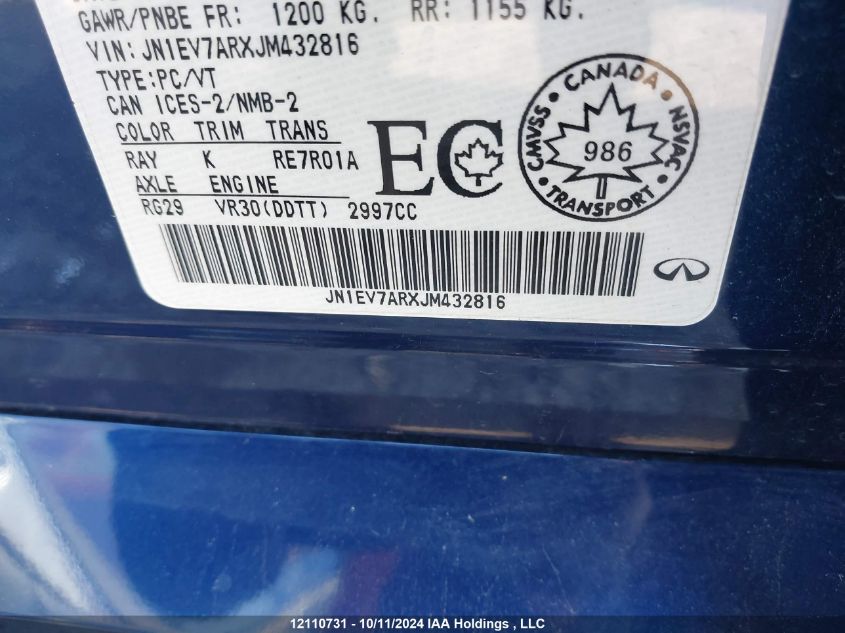 GAWR/PNBE FR: 1200 KG. RR: 1155 KG.
VIN: JN1EV7ARXJM432816
TYPE:PC/VT
CAN ICES-2/NMB-2
COLOR TRIM TRANS
RAY K RE7R01A
AXLE ENGINE
RG29 VR30(DDTT) 2997CC
EC
CANADA
CMVSS
NSVAC
986
TRANSPORT
JN1EV7ARXJM432816
12110731 - 10/11/2024 IAA Holdings , LLC